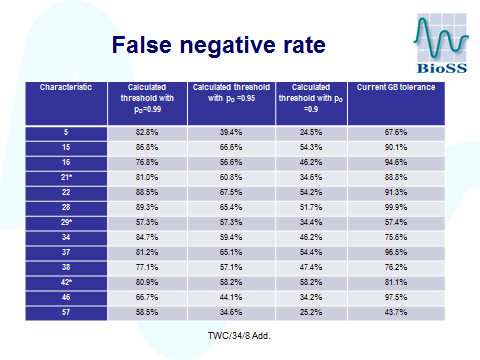 False negative rate
BioSS
Characteristic Calculated threshold with pD=0.99 Calculated threshold with pD =0.95 Calculated threshold with pD =0.9 Current GB tolerance
5 82.8% 39.4% 24.5% 67.6%
15 86.8% 66.6% 54.3% 90.1%
16 76.8% 56.6% 46.2% 94.6%
21* 81.0% 60.8% 34.6% 88.8%
22 88.5% 67.5% 54.2% 91.3%
28 89.3% 65.4% 51.7% 99.9%
29* 57.3% 57.3% 34.4% 57.4%
34 84.7% 59.4% 46.2% 75.6%
37 81.2% 65.1% 54.4% 96.5%
38 77.1% 57.1% 47.4% 76.2%
42* 80.9% 58.2% 58.2% 81.1%
46 66.7% 44.1% 34.2% 97.5%
57 58.5% 34.6% 25.2% 43.7%
TWC/34/8 Add.